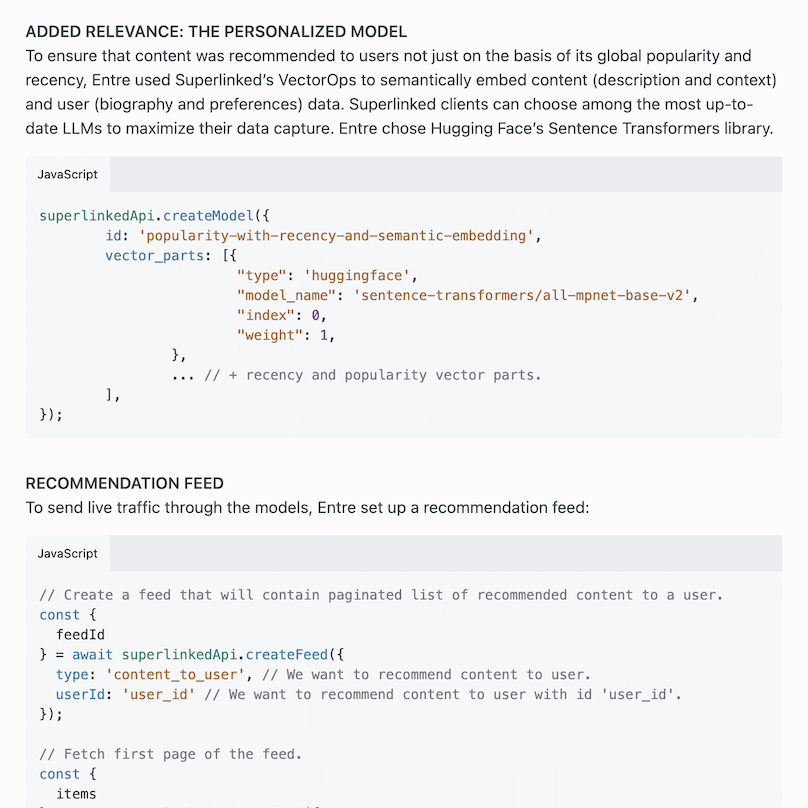 ADDED RELEVANCE: THE PERSONALIZED MODEL
To ensure that content was recommended to users not just on the basis of its global popularity and
recency, Entre used Superlinked’s VectorOps to semantically embed content (description and context)
and user (biography and preferences) data. Superlinked clients can choose among the most up-to-
date LLMs to maximize their data capture. Entre chose Hugging Face’s Sentence Transformers library.
JavaScript
superlinkedApi.createModel({
        id: 'popularity-with-recency-and-semantic-embedding',
        vector_parts: [{
                        "type": 'huggingface',
                        "model_name": 'sentence-transformers/all-mpnet-base-v2',
                        "index": 0,
                        "weight": 1,
                },
                ... // + recency and popularity vector parts.
        ],
});
RECOMMENDATION FEED
To send live traffic through the models, Entre set up a recommendation feed:
JavaScript
// Create a feed that will contain paginated list of recommended content to a user.
const {
  feedId
} = await superlinkedApi.createFeed({
  type: 'content_to_user', // We want to recommend content to user.
  userId: 'user_id' // We want to recommend content to user with id 'user_id'.
});
// Fetch first page of the feed.
const {
  items